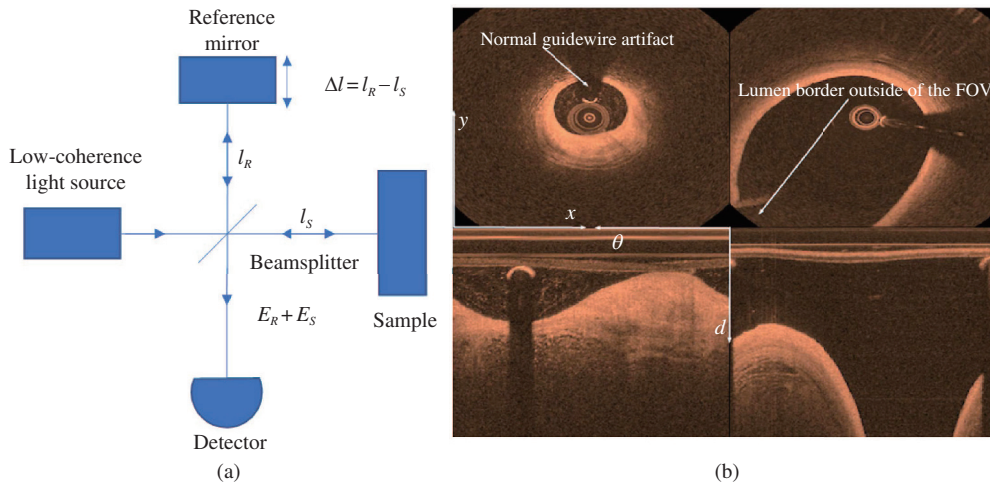 Reference
mirror
Δl = l_R − l_S
l_R
Low-coherence
light source
l_S
Beamsplitter
E_R + E_S
Sample
Detector
(a)
Normal guidewire artifact
Lumen border outside of the FOV
y
x
θ
d
(b)